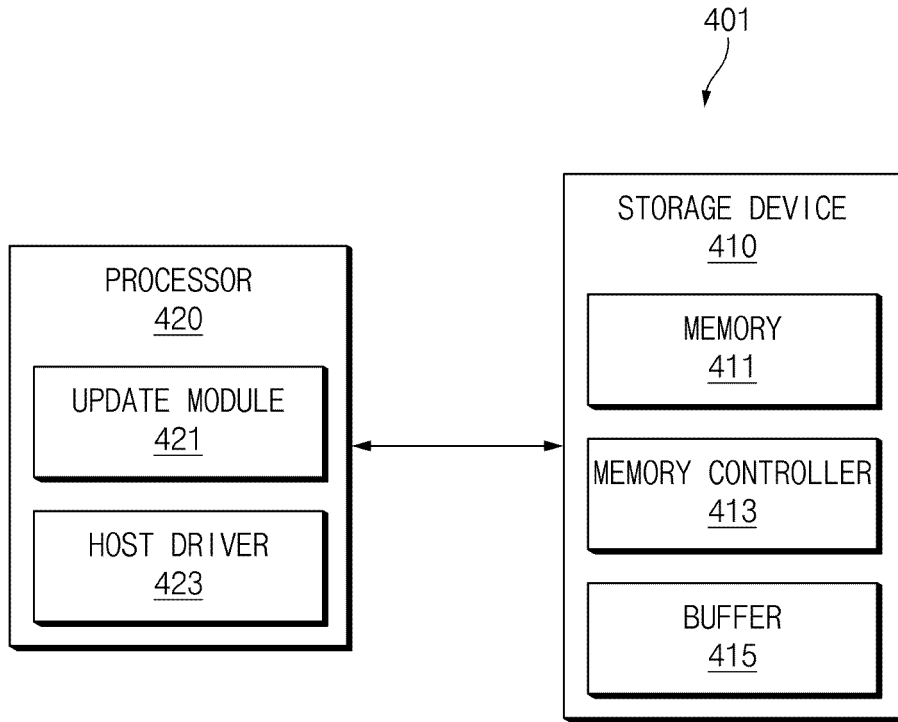 401
PROCESSOR
420
UPDATE MODULE
421
HOST DRIVER
423
STORAGE DEVICE
410
MEMORY
411
MEMORY CONTROLLER
413
BUFFER
415